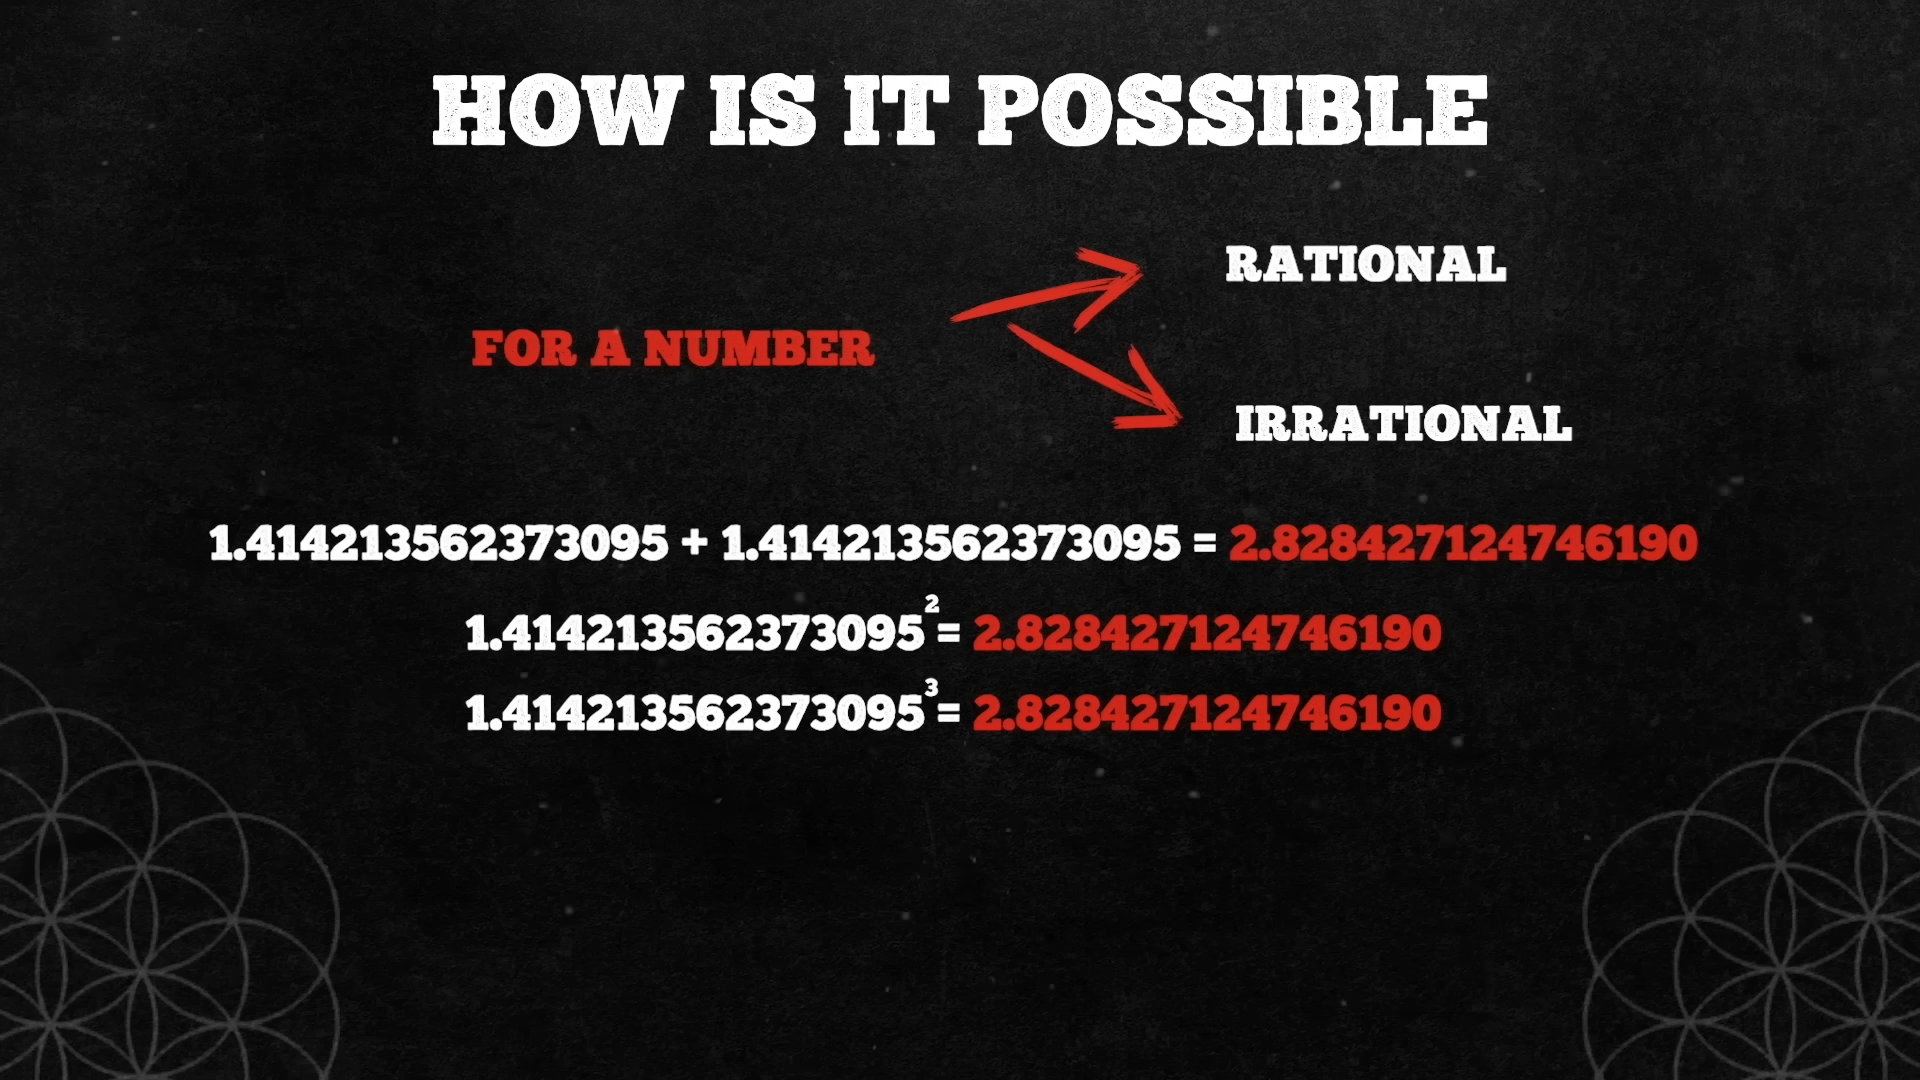 HOW IS IT POSSIBLE
RATIONAL
FOR A NUMBER
IRRATIONAL
1.414213562373095 + 1.414213562373095 = 2.828427124746190
1.414213562373095² = 2.828427124746190
1.414213562373095³ = 2.828427124746190